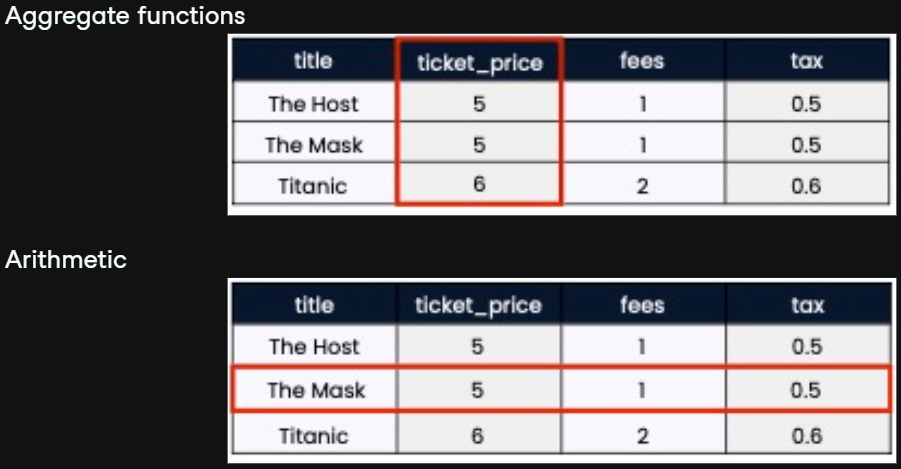 Aggregate functions
title ticket_price fees tax
The Host 5 1 0.5
The Mask 5 1 0.5
Titanic 6 2 0.6
Arithmetic
title ticket_price fees tax
The Host 5 1 0.5
The Mask 5 1 0.5
Titanic 6 2 0.6